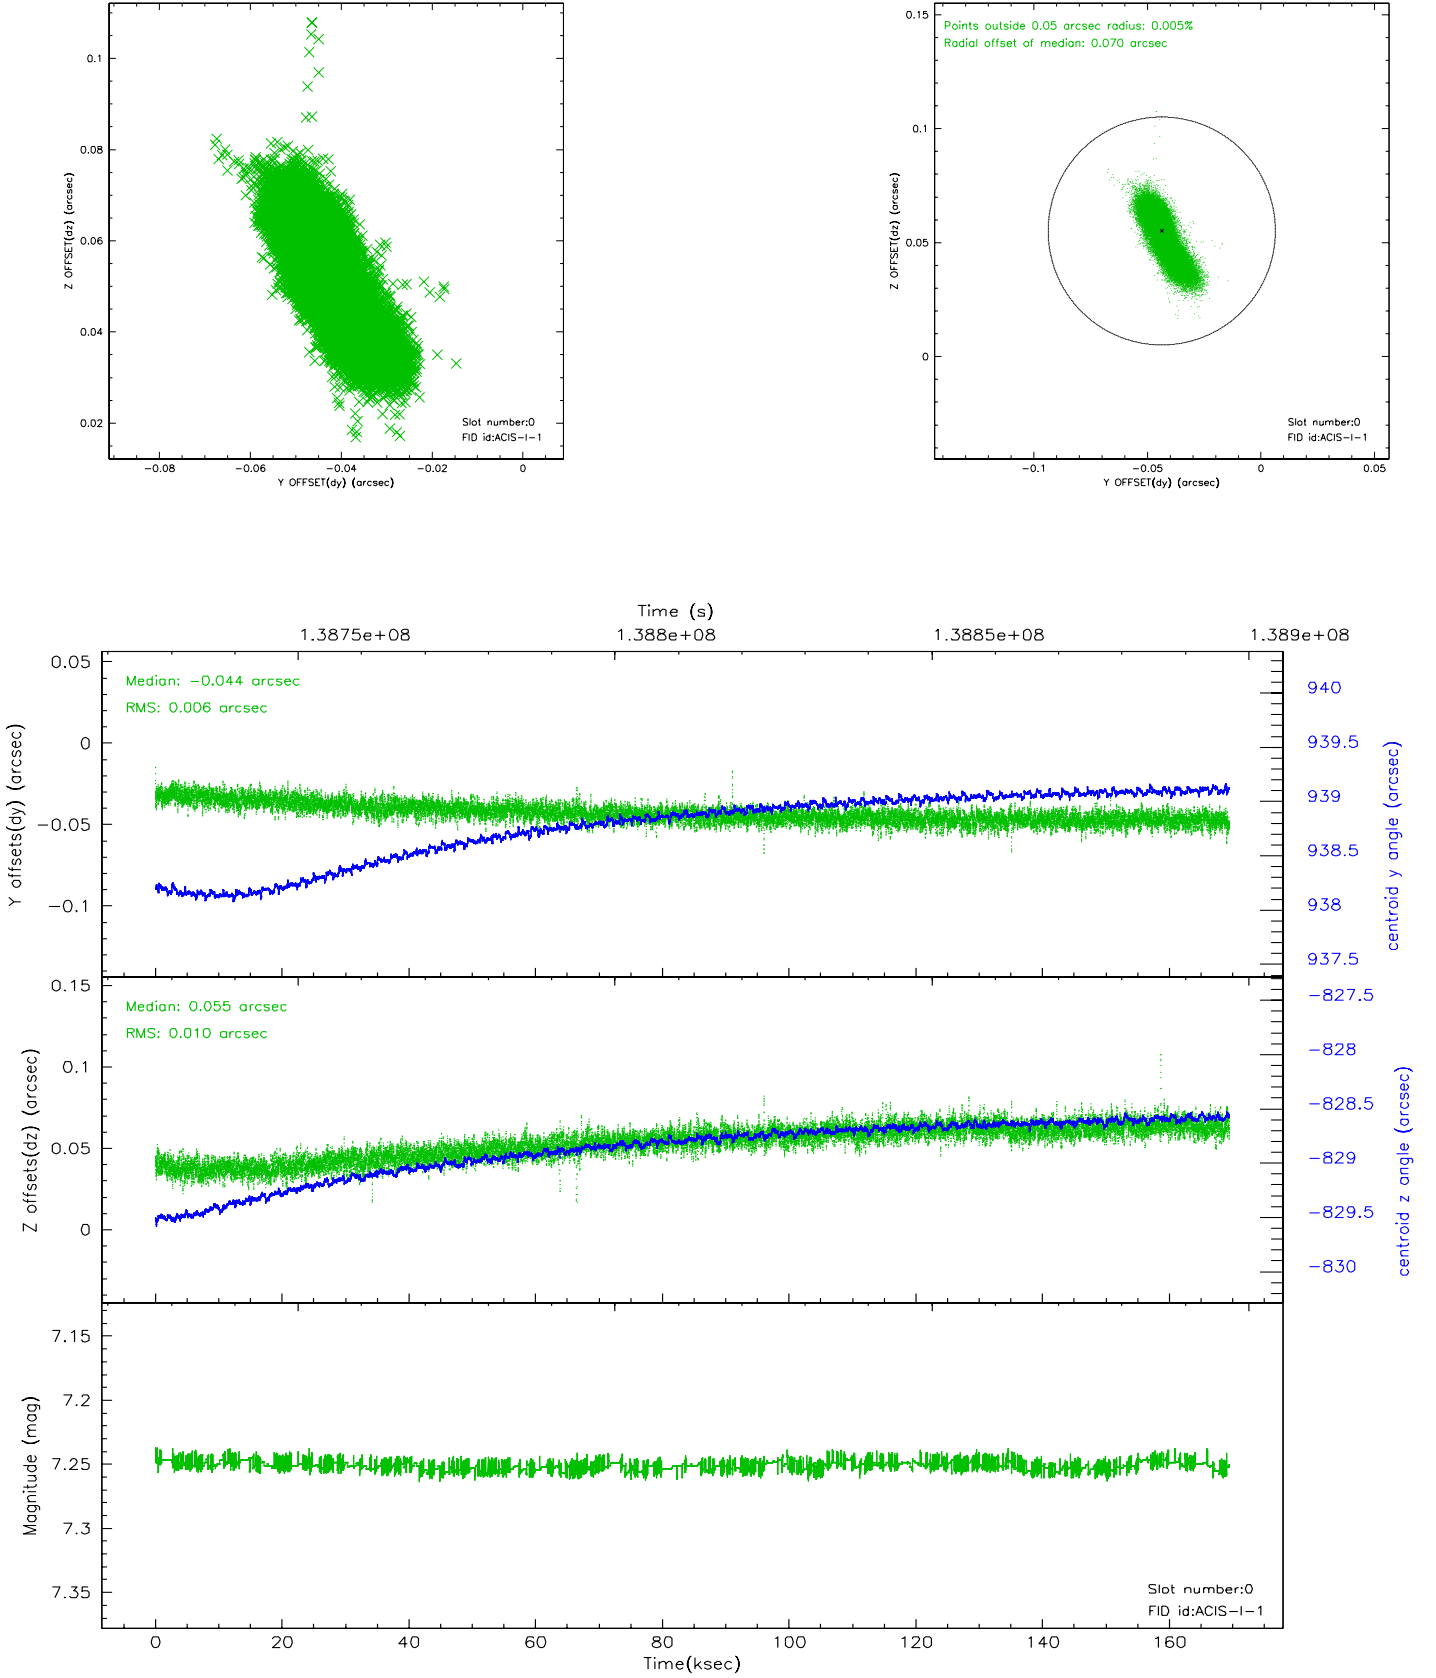 0.1
0.08
0.06
0.04
0.02
Z OFFSET(dz) (arcsec)
Slot number:0
FID id:ACIS-I-1
-0.08
-0.06
-0.04
-0.02
0
Y OFFSET(dy) (arcsec)
Points outside 0.05 arcsec radius: 0.005%
Radial offset of median: 0.070 arcsec
0.15
0.1
0.05
0
Z OFFSET(dz) (arcsec)
Slot number:0
FID id:ACIS-I-1
-0.1
-0.05
0
0.05
Y OFFSET(dy) (arcsec)
Time (s)
1.3875e+08
1.388e+08
1.3885e+08
1.389e+08
Median: -0.044 arcsec
RMS: 0.006 arcsec
0.05
0
-0.05
-0.1
Y offsets(dy) (arcsec)
940
939.5
939
938.5
938
937.5
centroid y angle (arcsec)
Median: 0.055 arcsec
RMS: 0.010 arcsec
0.15
0.1
0.05
0
Z offsets(dz) (arcsec)
-827.5
-828
-828.5
-829
-829.5
-830
centroid z angle (arcsec)
7.15
7.2
7.25
7.3
7.35
Magnitude (mag)
Slot number:0
FID id:ACIS-I-1
0
20
40
60
80
100
120
140
160
Time(ksec)